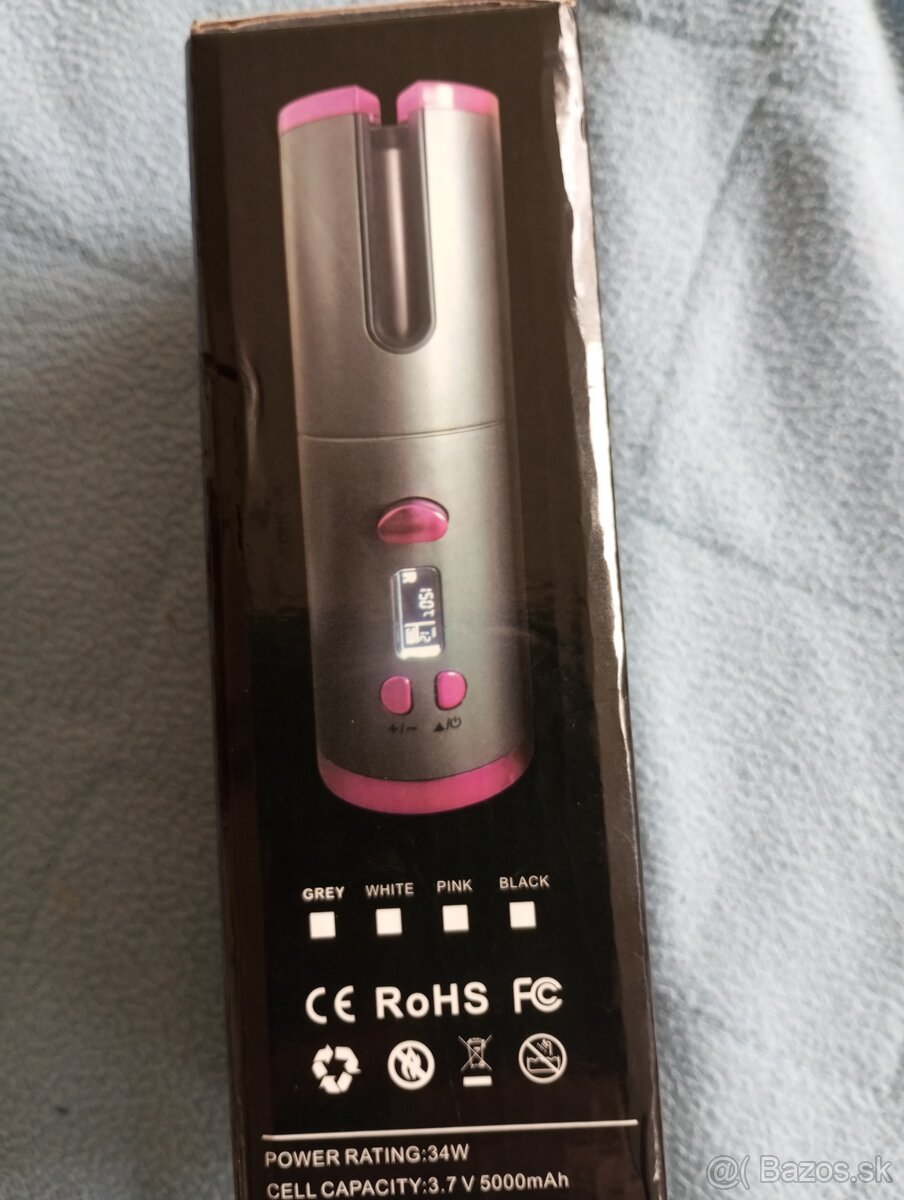 150℃
+/−
▲/⏻
GREY WHITE PINK BLACK
CE RoHS FC
POWER RATING:34W
CELL CAPACITY:3.7 V 5000mAh
@( Bazos.sk